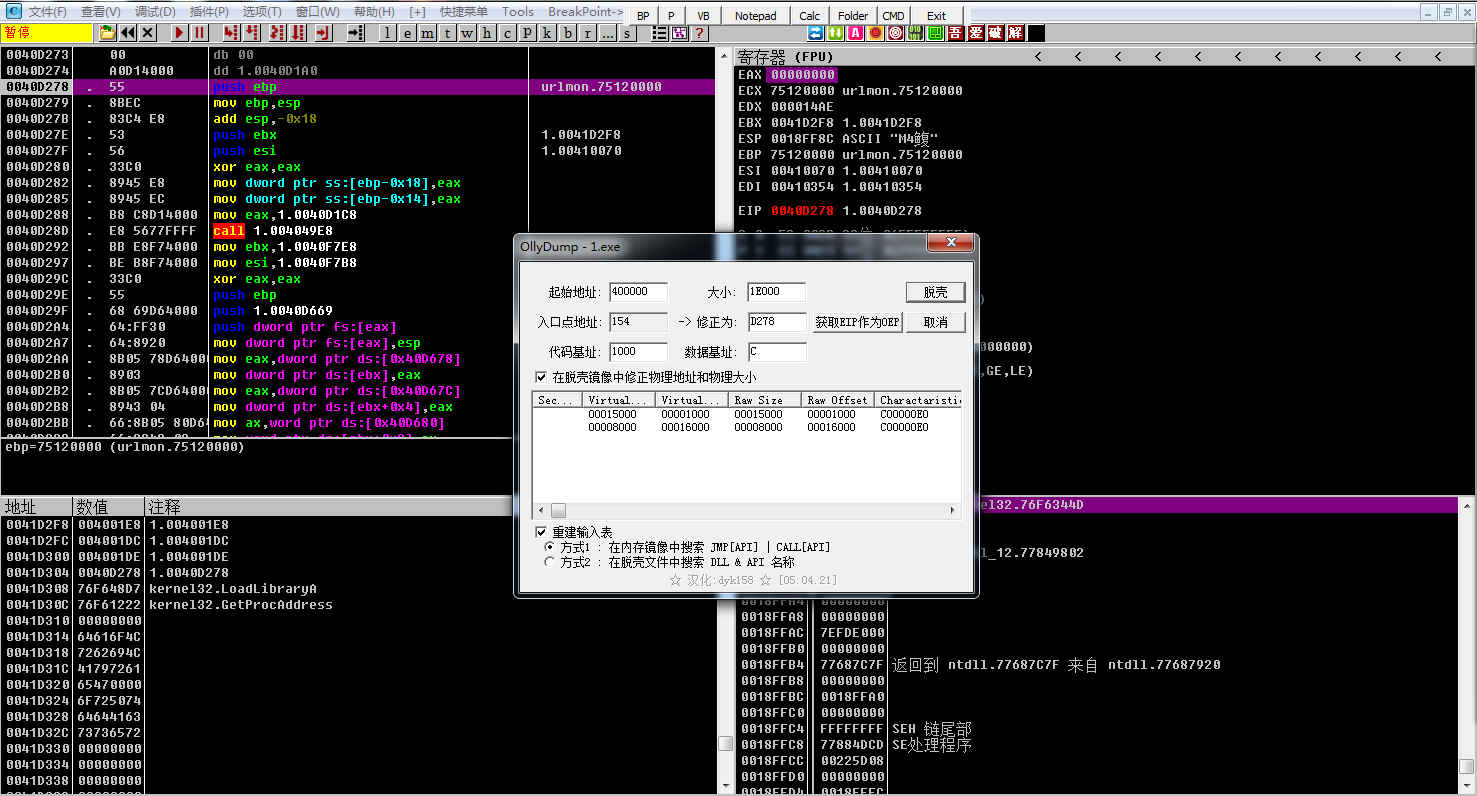 文件(F) 查看(V) 调试(D) 插件(P) 选项(T) 窗口(W) 帮助(H) [+] 快捷菜单 Tools BreakPoint-> BP P VB Notepad Calc Folder CMD Exit
暂停 l e m t w h c P k b r ... s ? 吾 爱 破 解
0040D273 00 db 00
0040D274 A0D14000 dd 1.0040D1A0
0040D278 . 55 push ebp urlmon.75120000
0040D279 . 8BEC mov ebp,esp
0040D27B . 83C4 E8 add esp,-0x18
0040D27E . 53 push ebx 1.0041D2F8
0040D27F . 56 push esi 1.00410070
0040D280 . 33C0 xor eax,eax
0040D282 . 8945 E8 mov dword ptr ss:[ebp-0x18],eax
0040D285 . 8945 EC mov dword ptr ss:[ebp-0x14],eax
0040D288 . B8 C8D14000 mov eax,1.0040D1C8
0040D28D . E8 5677FFFF call 1.004049E8
0040D292 . BB E8F74000 mov ebx,1.0040F7E8
0040D297 . BE B8F74000 mov esi,1.0040F7B8
0040D29C . 33C0 xor eax,eax
0040D29E . 55 push ebp
0040D29F . 68 69D64000 push 1.0040D669
0040D2A4 . 64:FF30 push dword ptr fs:[eax]
0040D2A7 . 64:8920 mov dword ptr fs:[eax],esp
0040D2AA . 8B05 78D64000 mov eax,dword ptr ds:[0x40D678]
0040D2B0 . 8903 mov dword ptr ds:[ebx],eax
0040D2B2 . 8B05 7CD64000 mov eax,dword ptr ds:[0x40D67C]
0040D2B8 . 8943 04 mov dword ptr ds:[ebx+0x4],eax
0040D2BB . 66:8B05 80D64 mov ax,word ptr ds:[0x40D680]
ebp=75120000 (urlmon.75120000)
寄存器 (FPU) < < < < < < < < < < <
EAX 00000000
ECX 75120000 urlmon.75120000
EDX 000014AE
EBX 0041D2F8 1.0041D2F8
ESP 0018FF8C ASCII "M4鳆"
EBP 75120000 urlmon.75120000
ESI 00410070 1.00410070
EDI 00410354 1.00410354
EIP 0040D278 1.0040D278
)
000000)
,GE,LE)
OllyDump - 1.exe
起始地址: 400000 大小: 1E000 脱壳
入口点地址: 154 -> 修正为: D278 获取EIP作为OEP 取消
代码基址: 1000 数据基址: C
在脱壳镜像中修正物理地址和物理大小
Sec... Virtual... Virtual... Raw Size Raw Offset Charactaristi
00015000 00001000 00015000 00001000 C00000E0
00008000 00016000 00008000 00016000 C00000E0
重建输入表
方式1 : 在内存镜像中搜索 JMP[API] | CALL[API]
方式2 : 在脱壳文件中搜索 DLL & API 名称
☆ 汉化:dyk158 ☆ [05.04.21]
地址 数值 注释
0041D2F8 004001E8 1.004001E8
0041D2FC 004001DC 1.004001DC
0041D300 004001DE 1.004001DE
0041D304 0040D278 1.0040D278
0041D308 76F648D7 kernel32.LoadLibraryA
0041D30C 76F61222 kernel32.GetProcAddress
0041D310 00000000
0041D314 64616F4C
0041D318 7262694C
0041D31C 41797261
0041D320 65470000
0041D324 6F725074
0041D328 64644163
0041D32C 73736572
0041D330 00000000
0041D334 00000000
0041D338 00000000
el32.76F6344D
l_12.77849802
0018FFA4 00000000
0018FFA8 00000000
0018FFAC 7EFDE000
0018FFB0 00000000
0018FFB4 77687C7F 返回到 ntdll.77687C7F 来自 ntdll.77687920
0018FFB8 00000000
0018FFBC 0018FFA0
0018FFC0 00000000
0018FFC4 FFFFFFFF SEH 链尾部
0018FFC8 77884DCD SE处理程序
0018FFCC 00225D08
0018FFD0 00000000
0018FFD4 0018FFEC